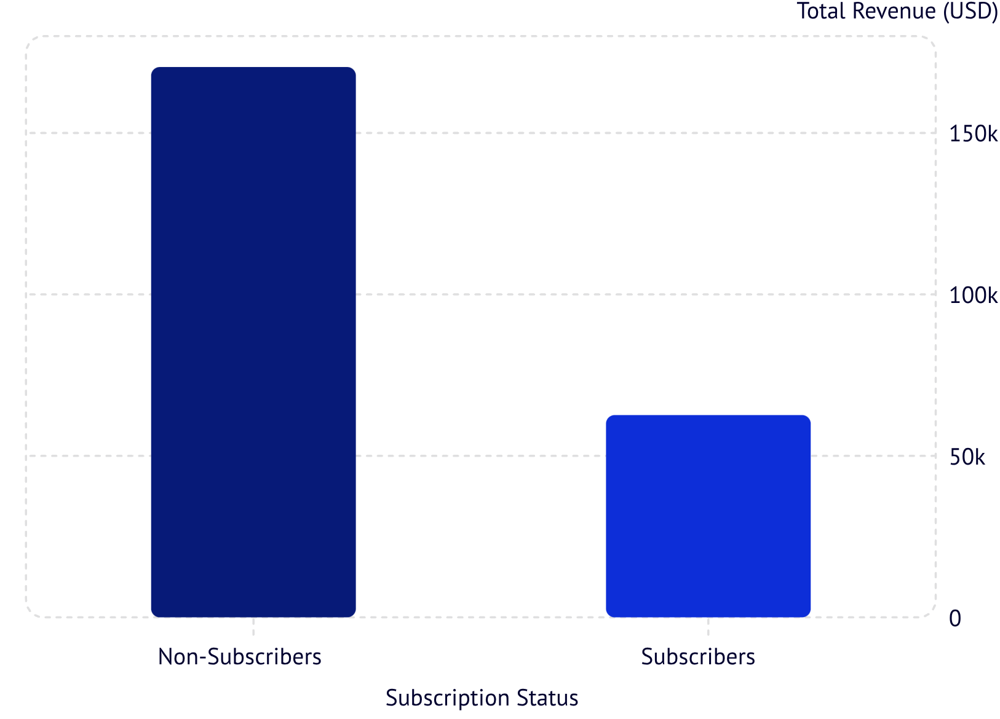 Total Revenue (USD)
150k
100k
50k
0
Non-Subscribers
Subscribers
Subscription Status